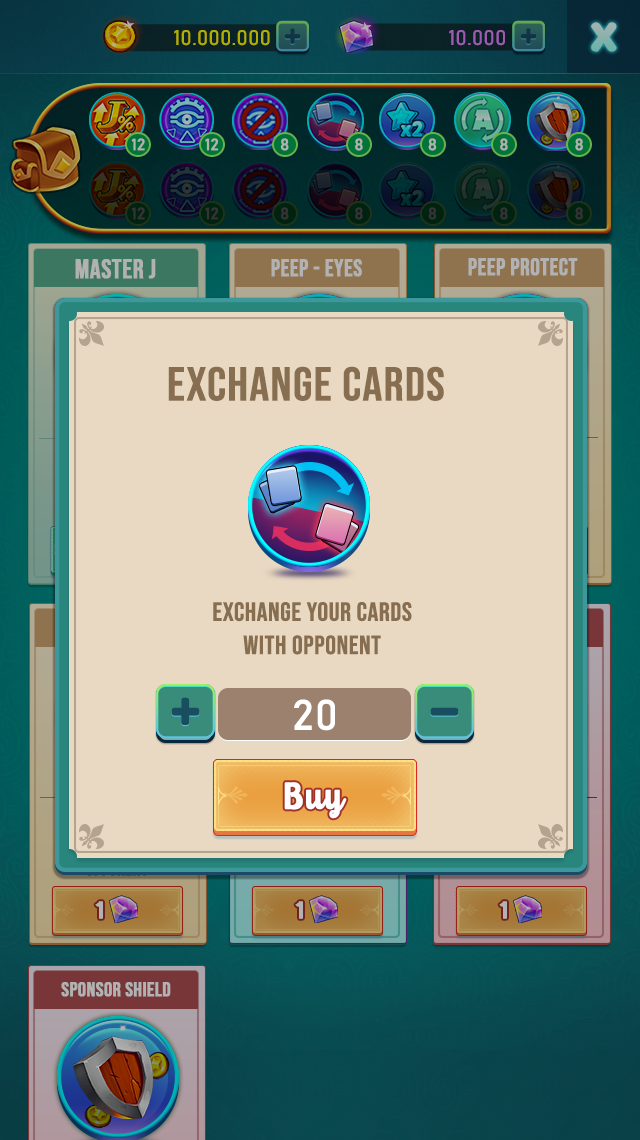 10.000.000
10.000
J%
12
12
8
8
x2
8
A
8
8
J%
12
12
8
8
x2
8
8
8
MASTER J
PEEP - EYES
PEEP PROTECT
EXCHANGE CARDS
EXCHANGE YOUR CARDS
WITH OPPONENT
20
Buy
1
1
1
SPONSOR SHIELD